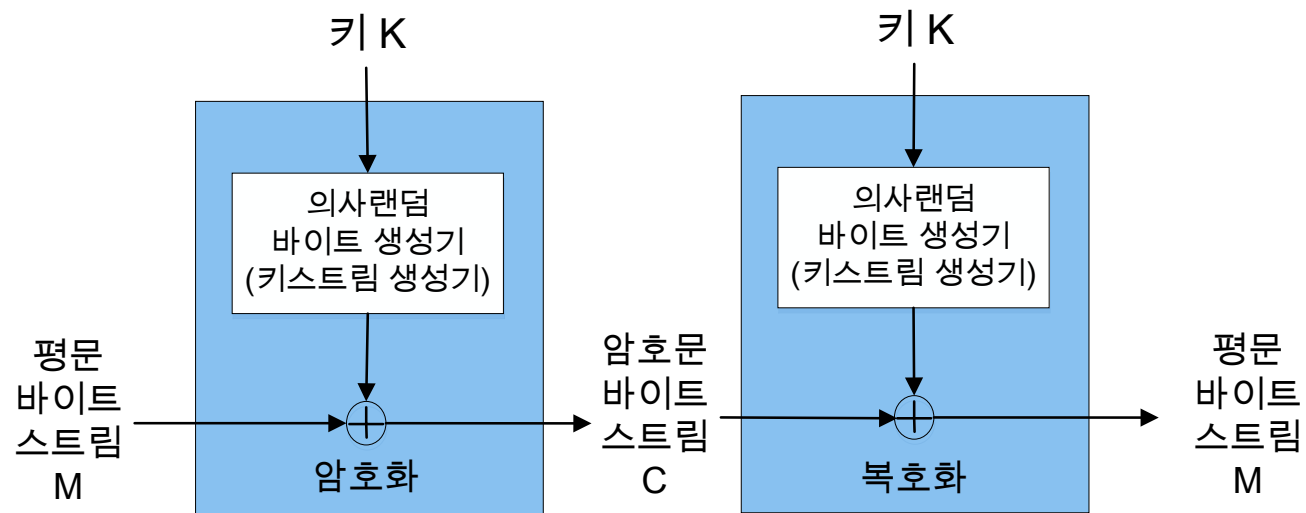 키 K
의사랜덤
바이트 생성기
(키스트림 생성기)
평문
바이트
스트림
M
암호화
암호문
바이트
스트림
C
키 K
의사랜덤
바이트 생성기
(키스트림 생성기)
복호화
평문
바이트
스트림
M